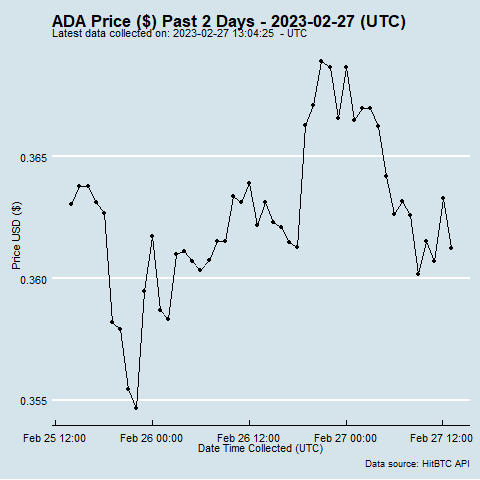 ADA Price ($) Past 2 Days - 2023-02-27 (UTC)
Latest data collected on: 2023-02-27 13:04:25  - UTC
Price USD ($)
0.365
0.360
0.355
Feb 25 12:00
Feb 26 00:00
Feb 26 12:00
Feb 27 00:00
Feb 27 12:00
Date Time Collected (UTC)
Data source: HitBTC API